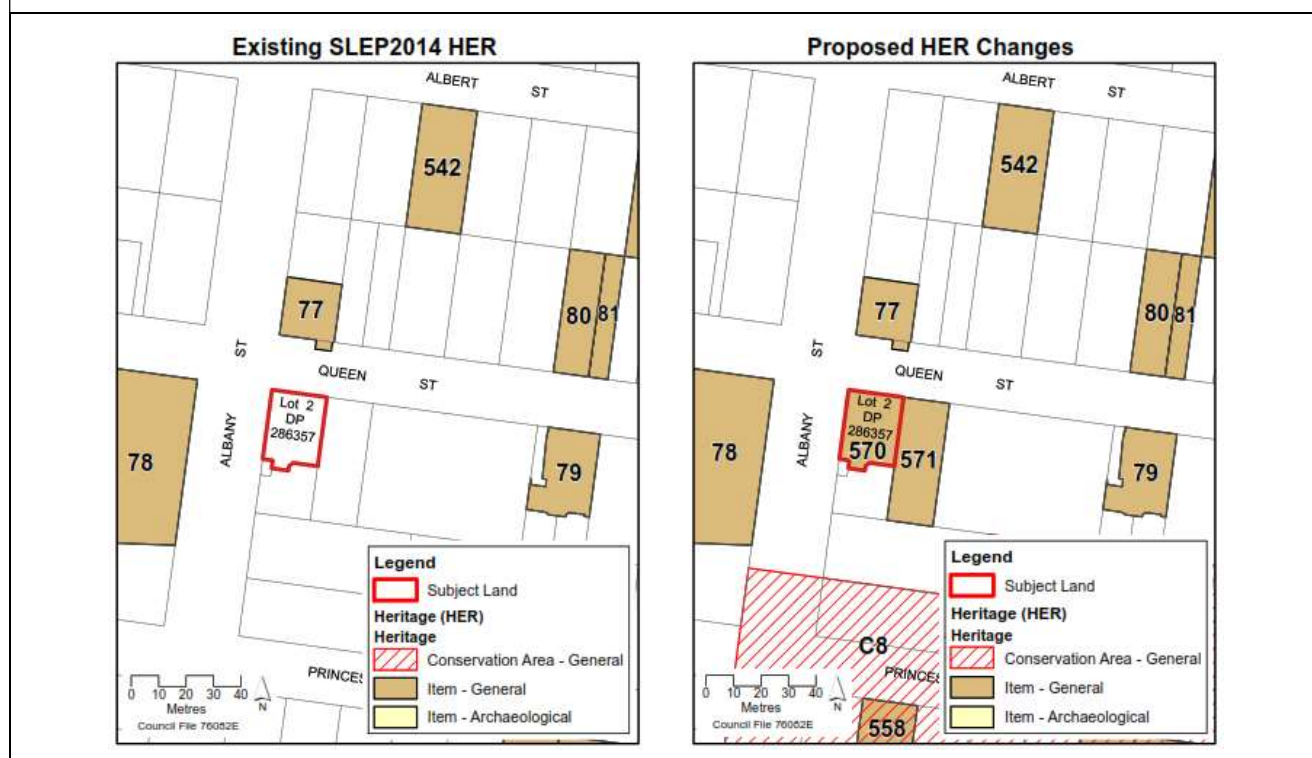 Existing SLEP2014 HER
ALBERT ST
542
77
80
81
ST
QUEEN ST
Lot 2
DP
286357
ALBANY
78
79
Legend
Subject Land
Heritage (HER)
Heritage
Conservation Area - General
Item - General
Item - Archaeological
PRINCES
0 10 20 30 40
Metres
N
Council File 76082E
Proposed HER Changes
ALBERT ST
542
77
80
81
ST
QUEEN ST
Lot 2
DP
286357
570
571
ALBANY
78
79
Legend
Subject Land
Heritage (HER)
Heritage
Conservation Area - General
Item - General
Item - Archaeological
C8
PRINCES
558
0 10 20 30 40
Metres
N
Council File 76082E